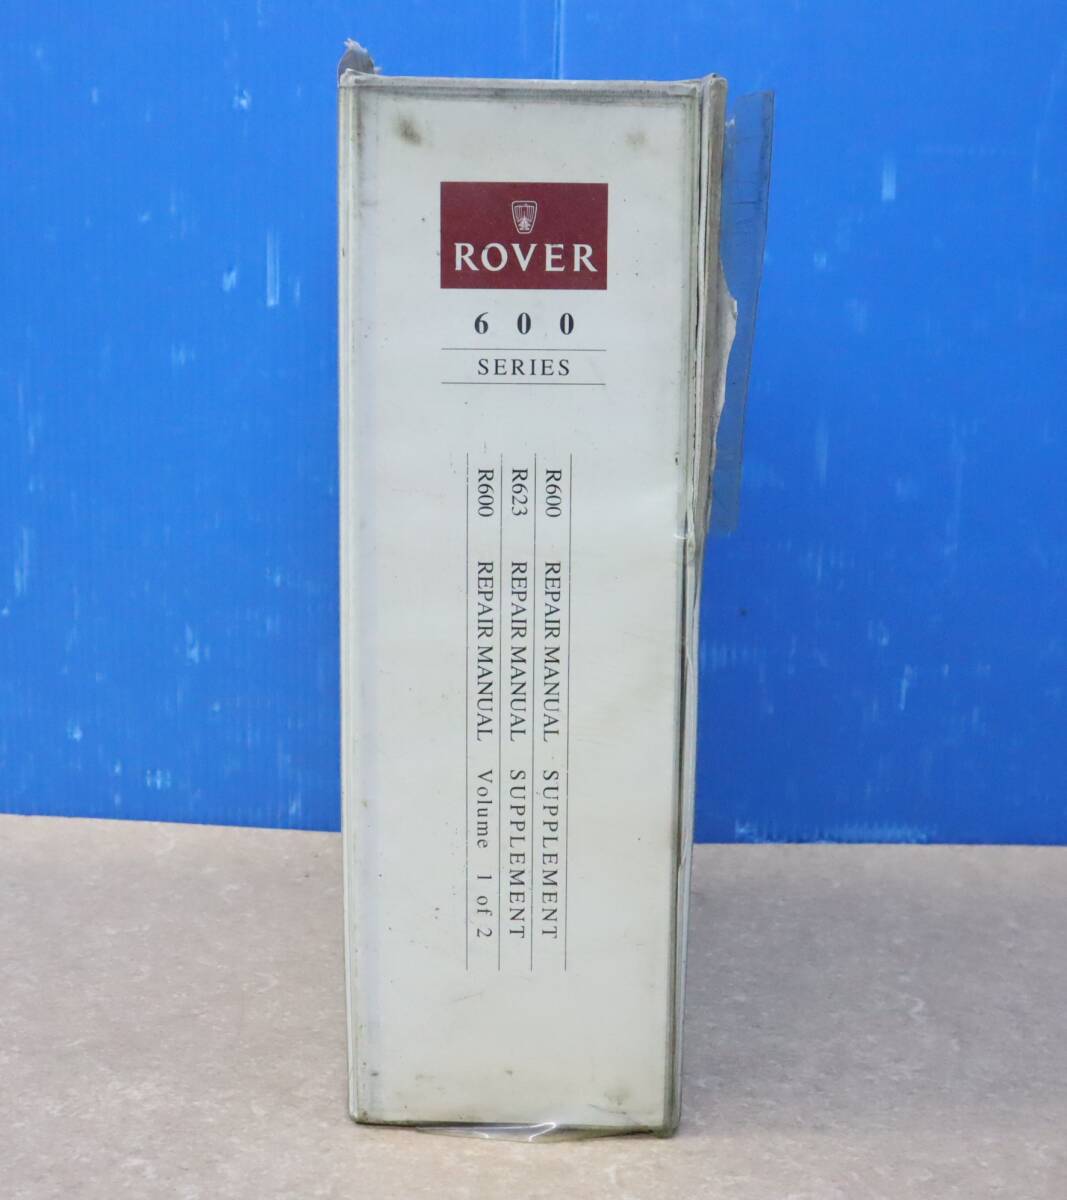 ROVER
600
SERIES
R600 REPAIR MANUAL SUPPLEMENT
R623 REPAIR MANUAL SUPPLEMENT
R600 REPAIR MANUAL Volume 1 of 2